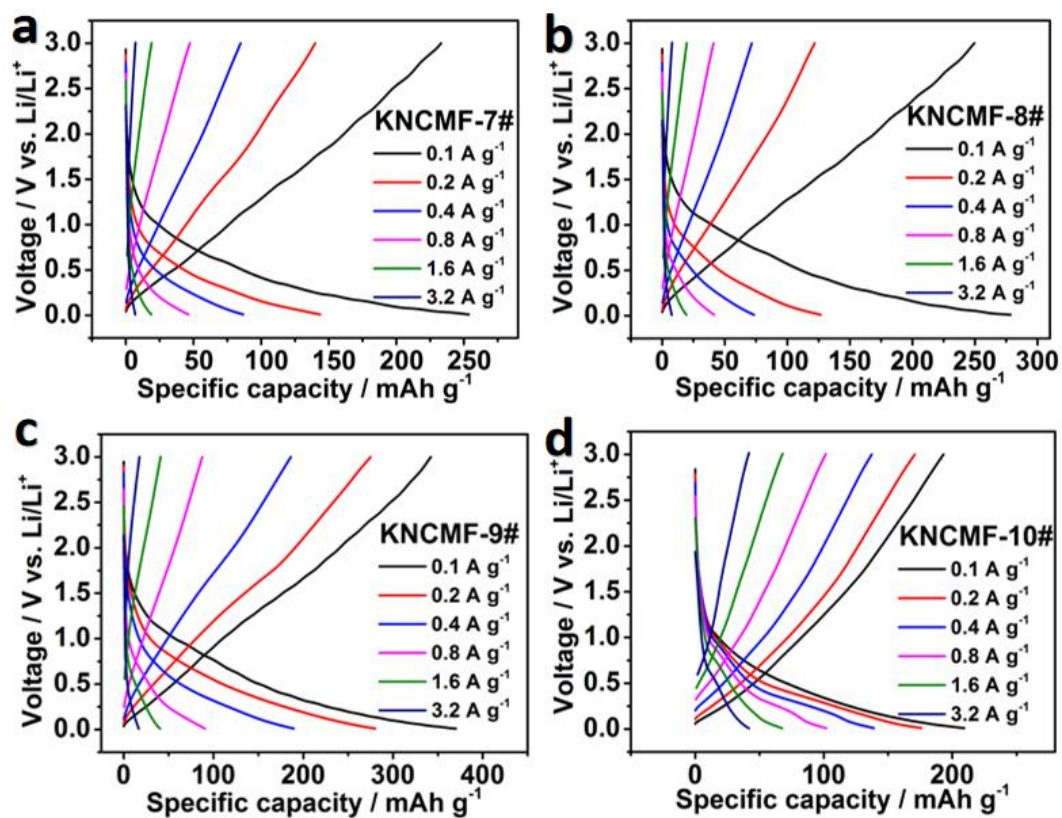 a
3.0
2.5
2.0
1.5
1.0
0.5
0.0
Voltage / V vs. Li/Li⁺
KNCMF-7#
0.1 A g⁻¹
0.2 A g⁻¹
0.4 A g⁻¹
0.8 A g⁻¹
1.6 A g⁻¹
3.2 A g⁻¹
0 50 100 150 200 250
Specific capacity / mAh g⁻¹
b
3.0
2.5
2.0
1.5
1.0
0.5
0.0
Voltage / V vs. Li/Li⁺
KNCMF-8#
0.1 A g⁻¹
0.2 A g⁻¹
0.4 A g⁻¹
0.8 A g⁻¹
1.6 A g⁻¹
3.2 A g⁻¹
0 50 100 150 200 250 300
Specific capacity / mAh g⁻¹
c
3.0
2.5
2.0
1.5
1.0
0.5
0.0
Voltage / V vs. Li/Li⁺
KNCMF-9#
0.1 A g⁻¹
0.2 A g⁻¹
0.4 A g⁻¹
0.8 A g⁻¹
1.6 A g⁻¹
3.2 A g⁻¹
0 100 200 300 400
Specific capacity / mAh g⁻¹
d
3.0
2.5
2.0
1.5
1.0
0.5
0.0
Voltage / V vs. Li/Li⁺
KNCMF-10#
0.1 A g⁻¹
0.2 A g⁻¹
0.4 A g⁻¹
0.8 A g⁻¹
1.6 A g⁻¹
3.2 A g⁻¹
0 100 200
Specific capacity / mAh g⁻¹